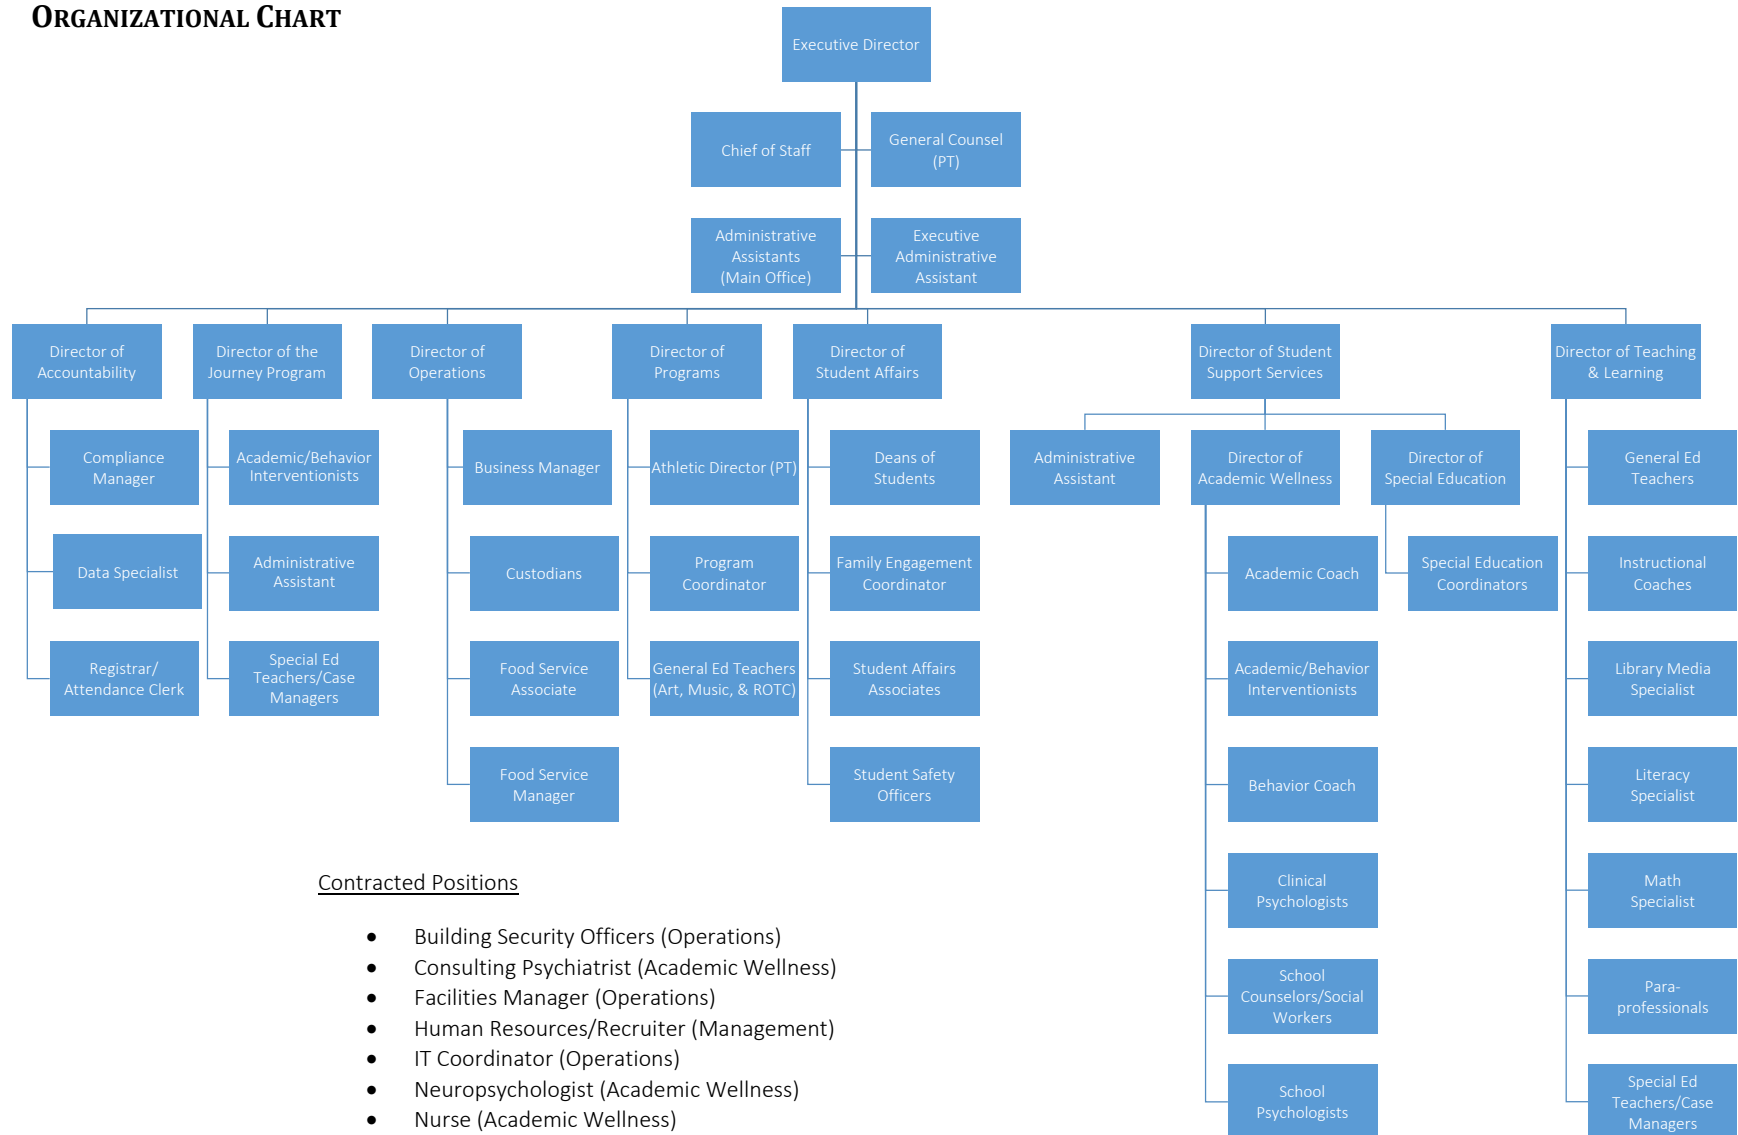 ORGANIZATIONAL CHART
Executive Director
Chief of Staff
General Counsel
(PT)
Administrative
Assistants
(Main Office)
Executive
Administrative
Assistant
Director of
Accountability
Director of the
Journey Program
Director of
Operations
Director of
Programs
Director of
Student Affairs
Director of Student
Support Services
Director of Teaching
& Learning
Compliance
Manager
Data Specialist
Registrar/
Attendance Clerk
Academic/Behavior
Interventionists
Administrative
Assistant
Special Ed
Teachers/Case
Managers
Business Manager
Custodians
Food Service
Associate
Food Service
Manager
Athletic Director (PT)
Program
Coordinator
General Ed Teachers
(Art, Music, & ROTC)
Deans of
Students
Family Engagement
Coordinator
Student Affairs
Associates
Student Safety
Officers
Administrative
Assistant
Director of
Academic Wellness
Director of
Special Education
Academic Coach
Academic/Behavior
Interventionists
Behavior Coach
Clinical
Psychologists
School
Counselors/Social
Workers
School
Psychologists
Special Education
Coordinators
General Ed
Teachers
Instructional
Coaches
Library Media
Specialist
Literacy
Specialist
Math
Specialist
Para-
professionals
Special Ed
Teachers/Case
Managers
Contracted Positions
• Building Security Officers (Operations)
• Consulting Psychiatrist (Academic Wellness)
• Facilities Manager (Operations)
• Human Resources/Recruiter (Management)
• IT Coordinator (Operations)
• Neuropsychologist (Academic Wellness)
• Nurse (Academic Wellness)